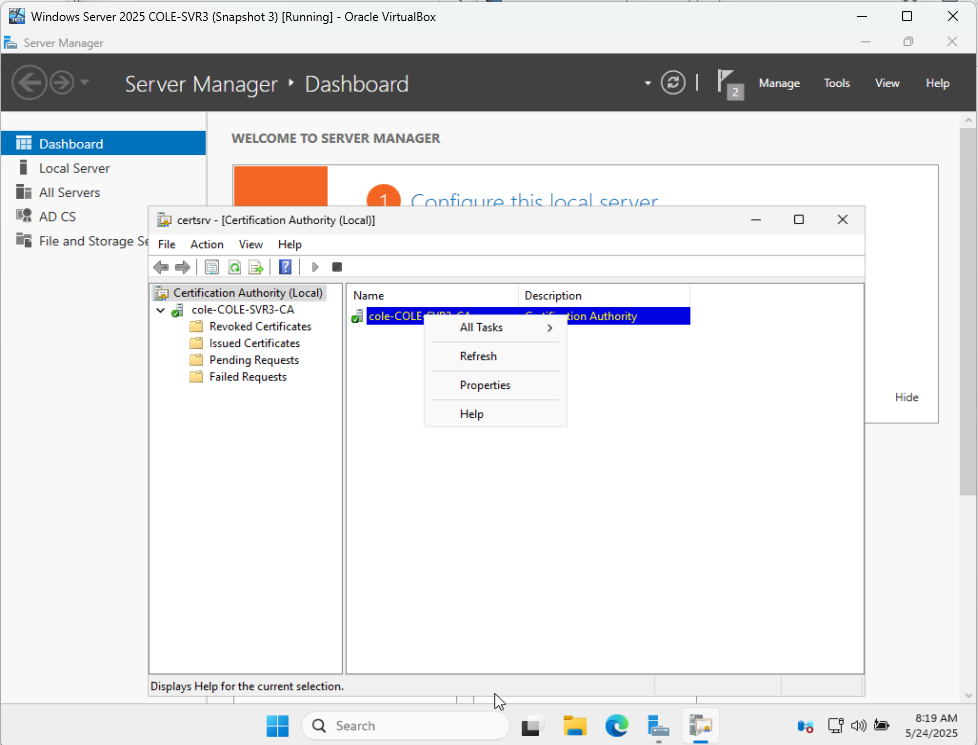 Windows Server 2025 COLE-SVR3 (Snapshot 3) [Running] - Oracle VirtualBox
Server Manager
Server Manager ‣ Dashboard
2
Manage
Tools
View
Help
Dashboard
Local Server
All Servers
AD CS
File and Storage Se
WELCOME TO SERVER MANAGER
1
Configure this local server
Hide
certsrv - [Certification Authority (Local)]
File
Action
View
Help
Certification Authority (Local)
cole-COLE-SVR3-CA
Revoked Certificates
Issued Certificates
Pending Requests
Failed Requests
Name
Description
cole-COLE-SVR3-CA
Certification Authority
All Tasks
Refresh
Properties
Help
Displays Help for the current selection.
Search
8:19 AM
5/24/2025